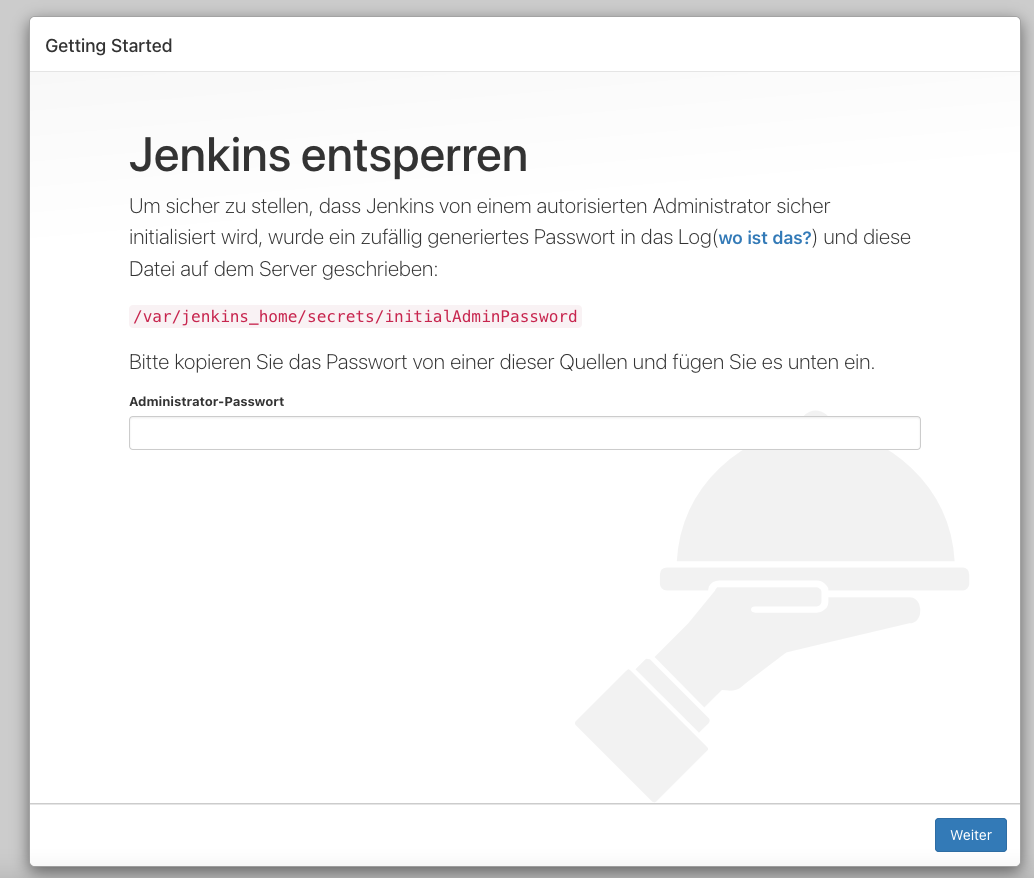 Getting Started
Jenkins entsperren
Um sicher zu stellen, dass Jenkins von einem autorisierten Administrator sicher
initialisiert wird, wurde ein zufällig generiertes Passwort in das Log(wo ist das?) und diese
Datei auf dem Server geschrieben:
/var/jenkins_home/secrets/initialAdminPassword
Bitte kopieren Sie das Passwort von einer dieser Quellen und fügen Sie es unten ein.
Administrator-Passwort
Weiter